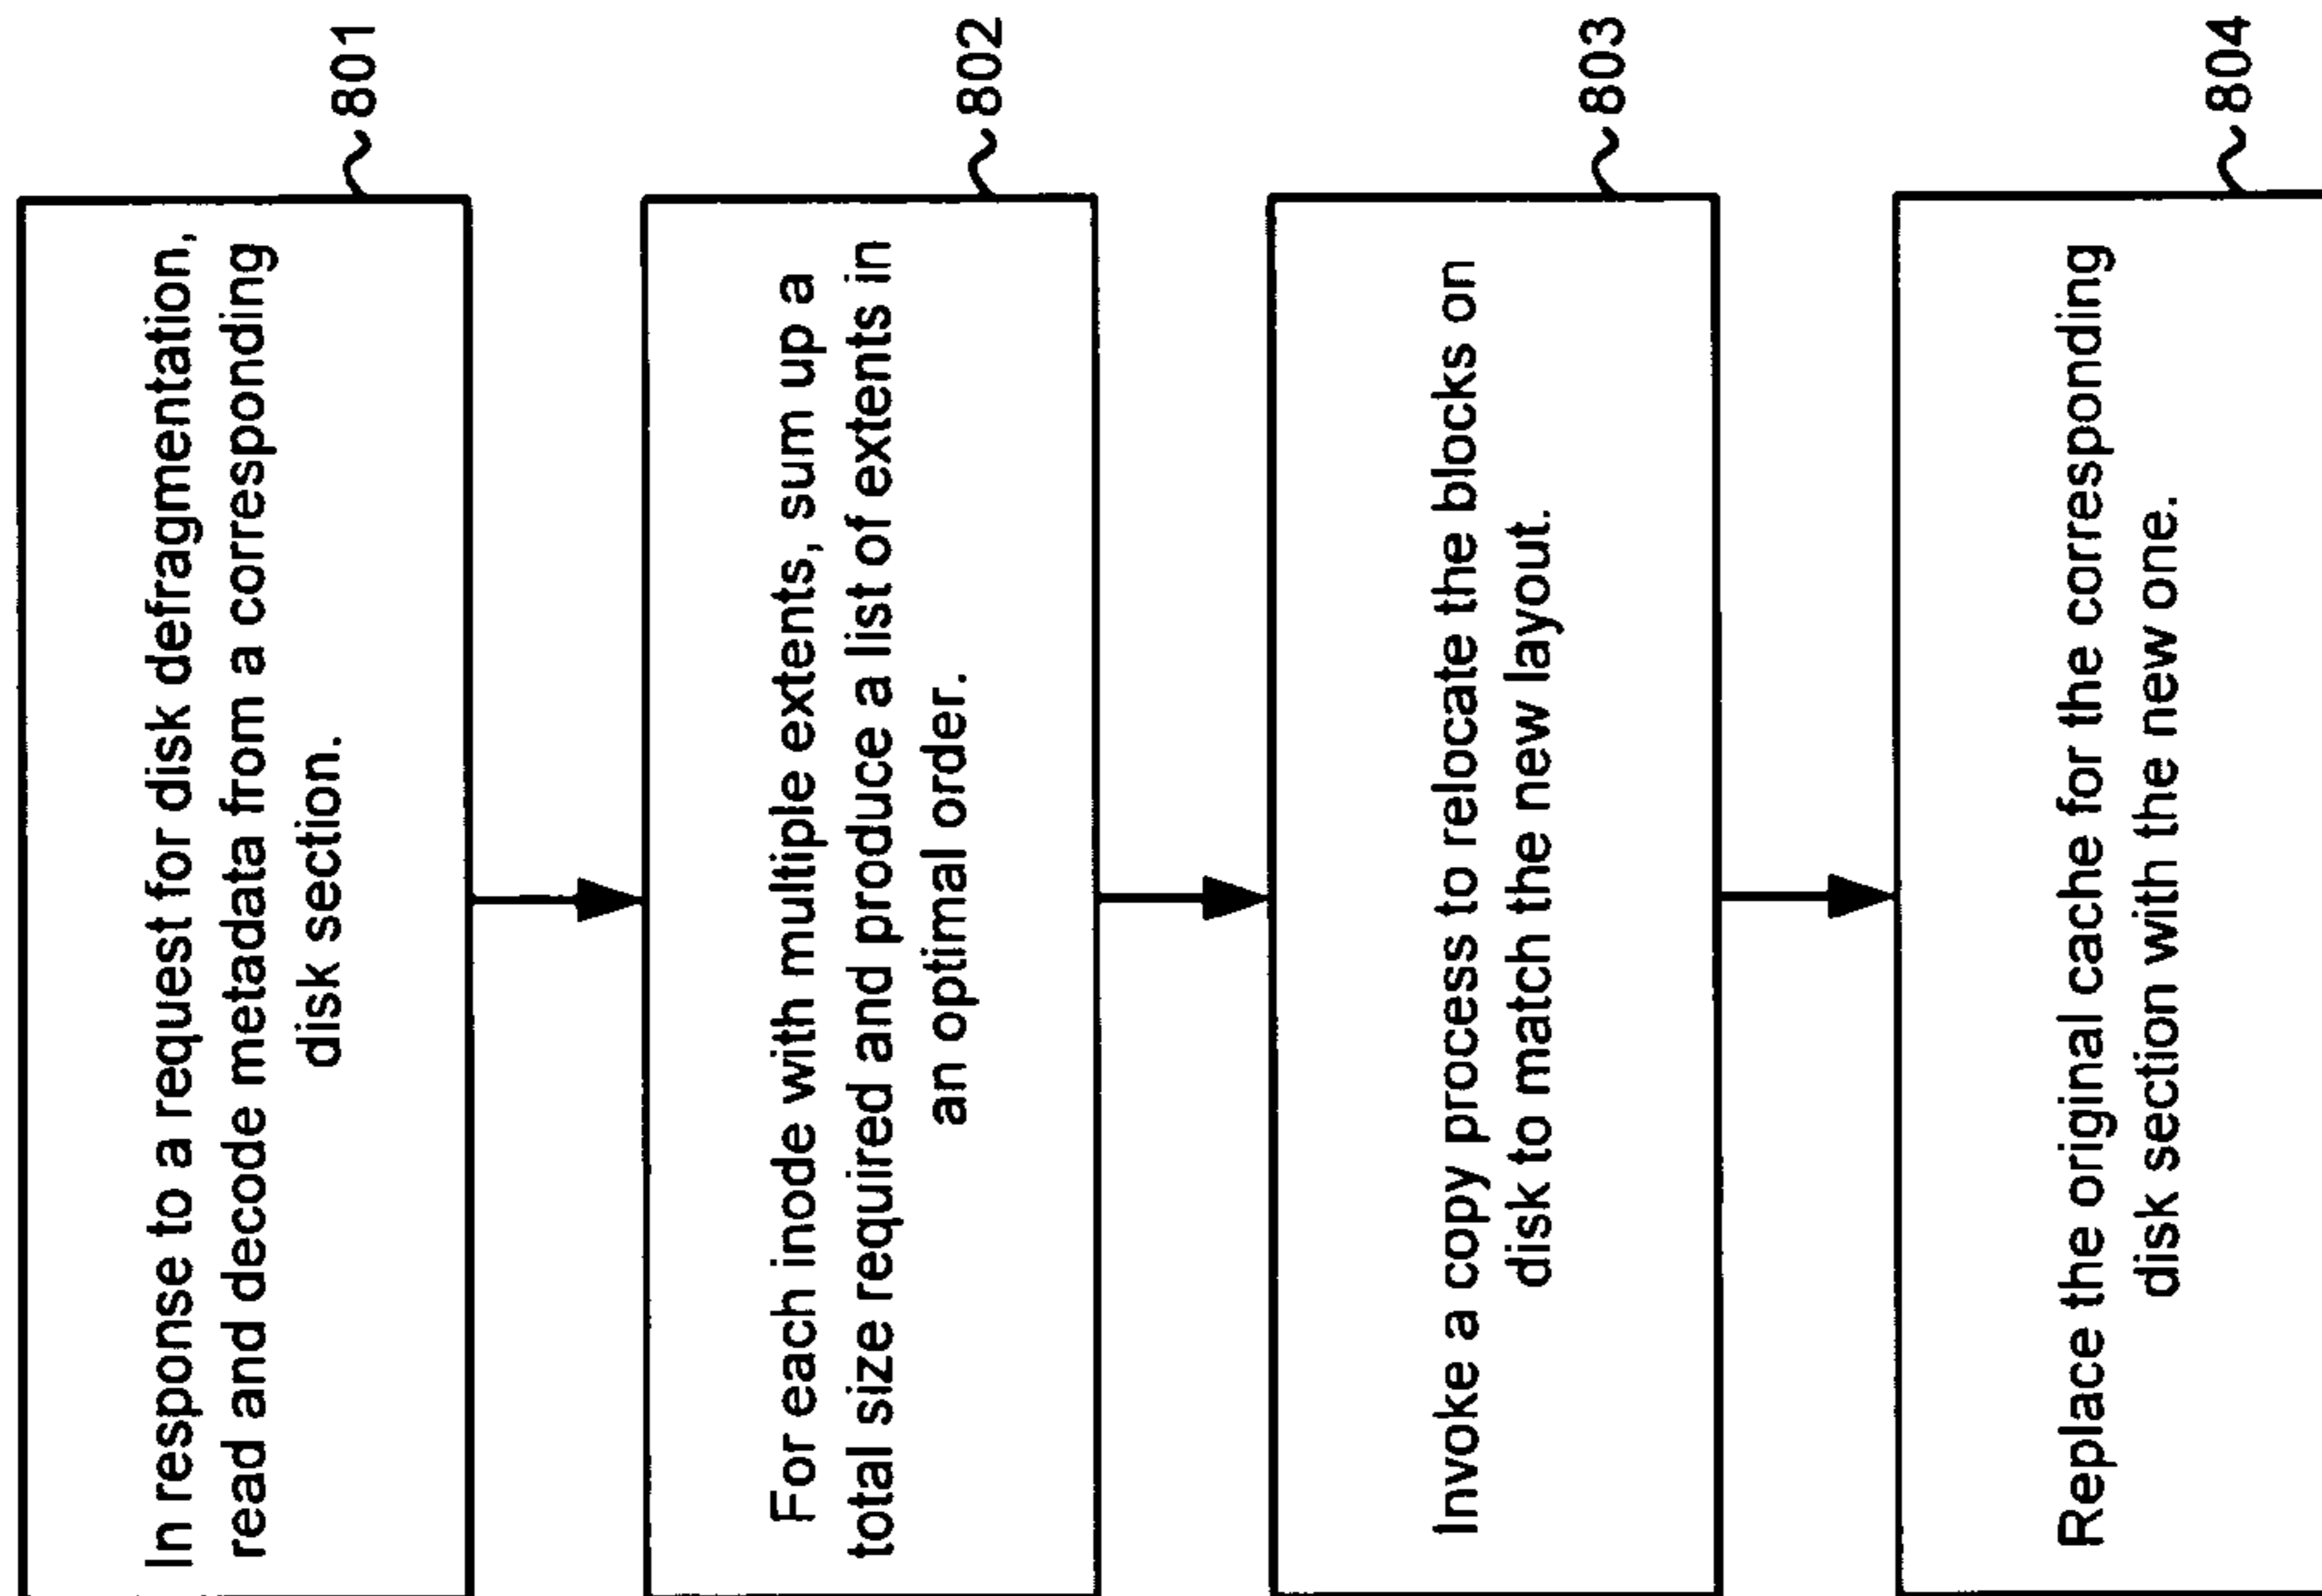 In response to a request for disk defragmentation,
read and decode metadata from a corresponding
disk section.
801
For each inode with multiple extents, sum up a
total size required and produce a list of extents in
an optimal order.
802
Invoke a copy process to relocate the blocks on
disk to match the new layout.
803
Replace the original cache for the corresponding
disk section with the new one.
804